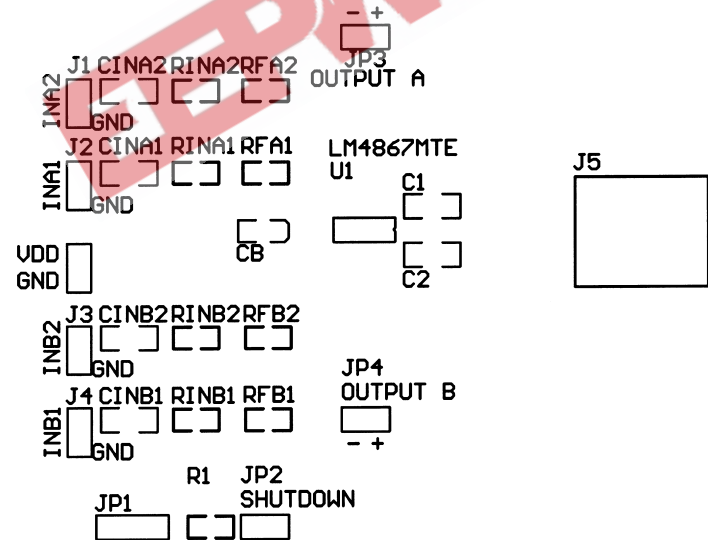 - +
JP3
OUTPUT A
J1 CINA2 RINA2 RFA2
INA2
GND
J2 CINA1 RINA1 RFA1
INA1
GND
LM4867MTE
U1
C1
J5
CB
C2
VDD
GND
J3 CINB2 RINB2 RFB2
INB2
GND
JP4
OUTPUT B
- +
J4 CINB1 RINB1 RFB1
INB1
GND
R1 JP2
SHUTDOWN
JP1